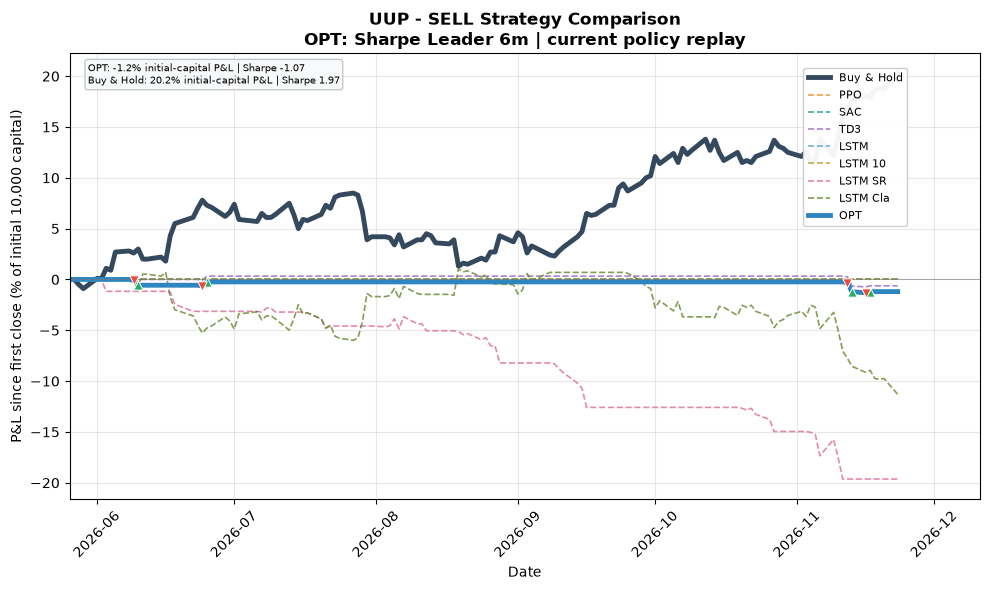 UUP - SELL Strategy Comparison
OPT: Sharpe Leader 6m | current policy replay
OPT: -1.2% initial-capital P&L | Sharpe -1.07
Buy & Hold: 20.2% initial-capital P&L | Sharpe 1.97
Buy & Hold
PPO
SAC
TD3
LSTM
LSTM 10
LSTM SR
LSTM Cla
OPT
P&L since first close (% of initial 10,000 capital)
20
15
10
5
0
−5
−10
−15
−20
2026-06
2026-07
2026-08
2026-09
2026-10
2026-11
2026-12
Date